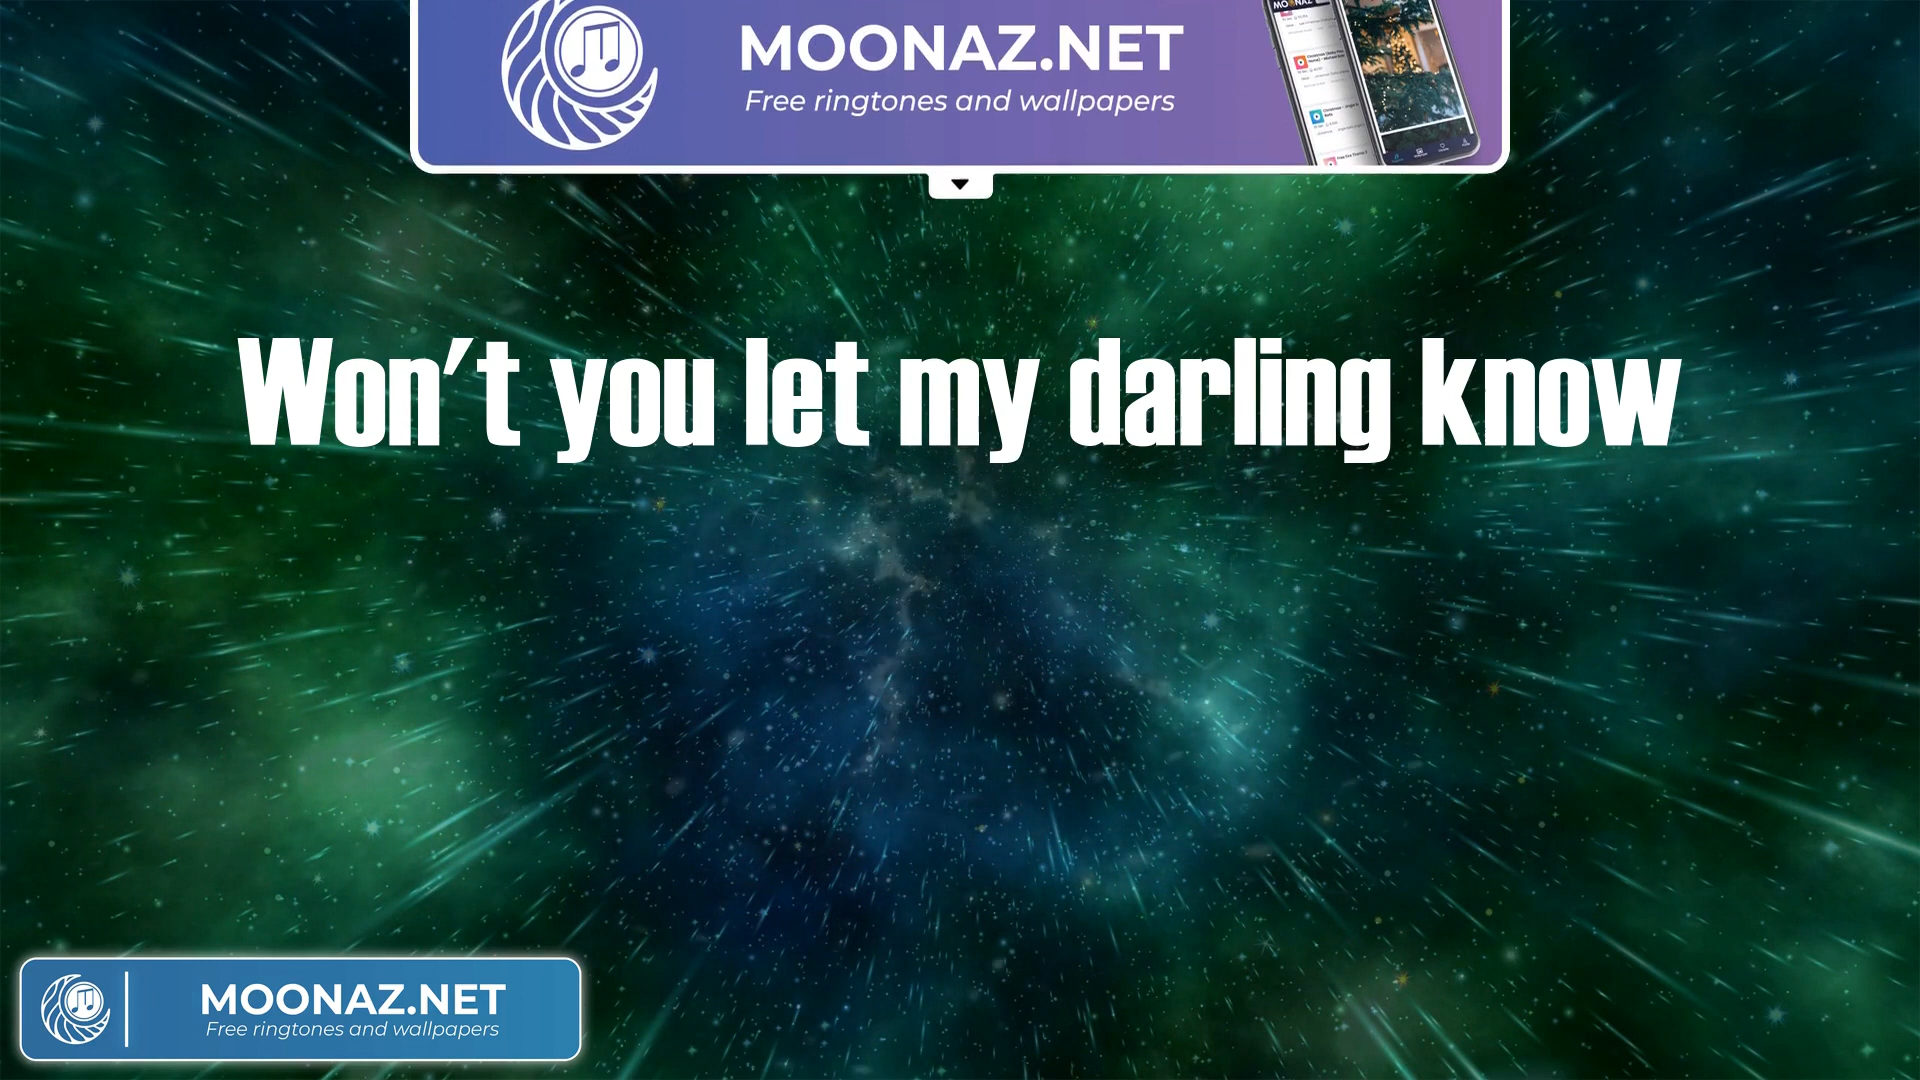 MOONAZ.NET
Free ringtones and wallpapers
Won't you let my darling know
MOONAZ.NET
Free ringtones and wallpapers